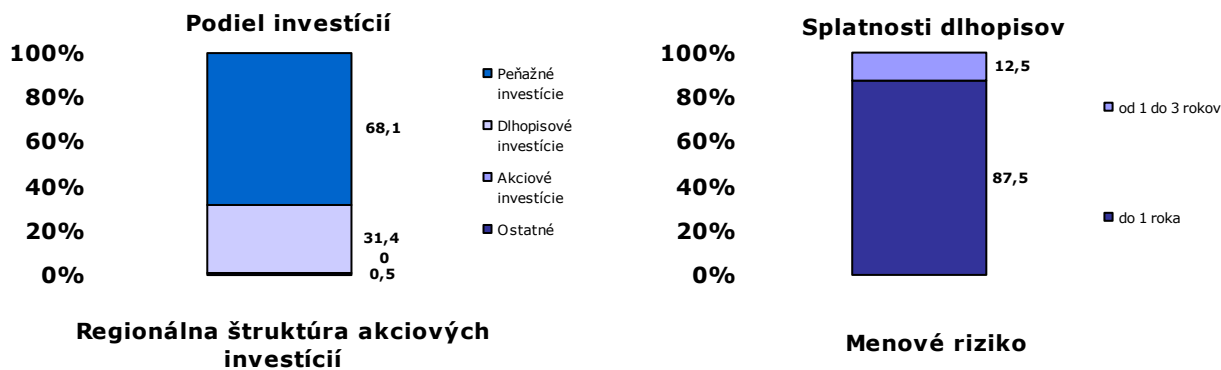 Podiel investícií
100%
80%
60%
40%
20%
0%
68,1
31,4
0
0,5
Peňažné
investície
Dlhopisové
investície
Akciové
investície
Ostatné
Splatnosti dlhopisov
100%
80%
60%
40%
20%
0%
12,5
87,5
od 1 do 3 rokov
do 1 roka
Regionálna štruktúra akciových
investícií
Menové riziko